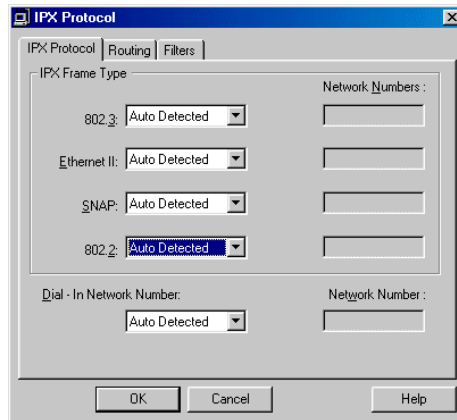 IPX Protocol
IPX Protocol Routing Filters
IPX Frame Type
Network Numbers :
802.3: Auto Detected
Ethernet II: Auto Detected
SNAP: Auto Detected
802.2: Auto Detected
Dial - In Network Number: Network Number :
Auto Detected
OK Cancel Help